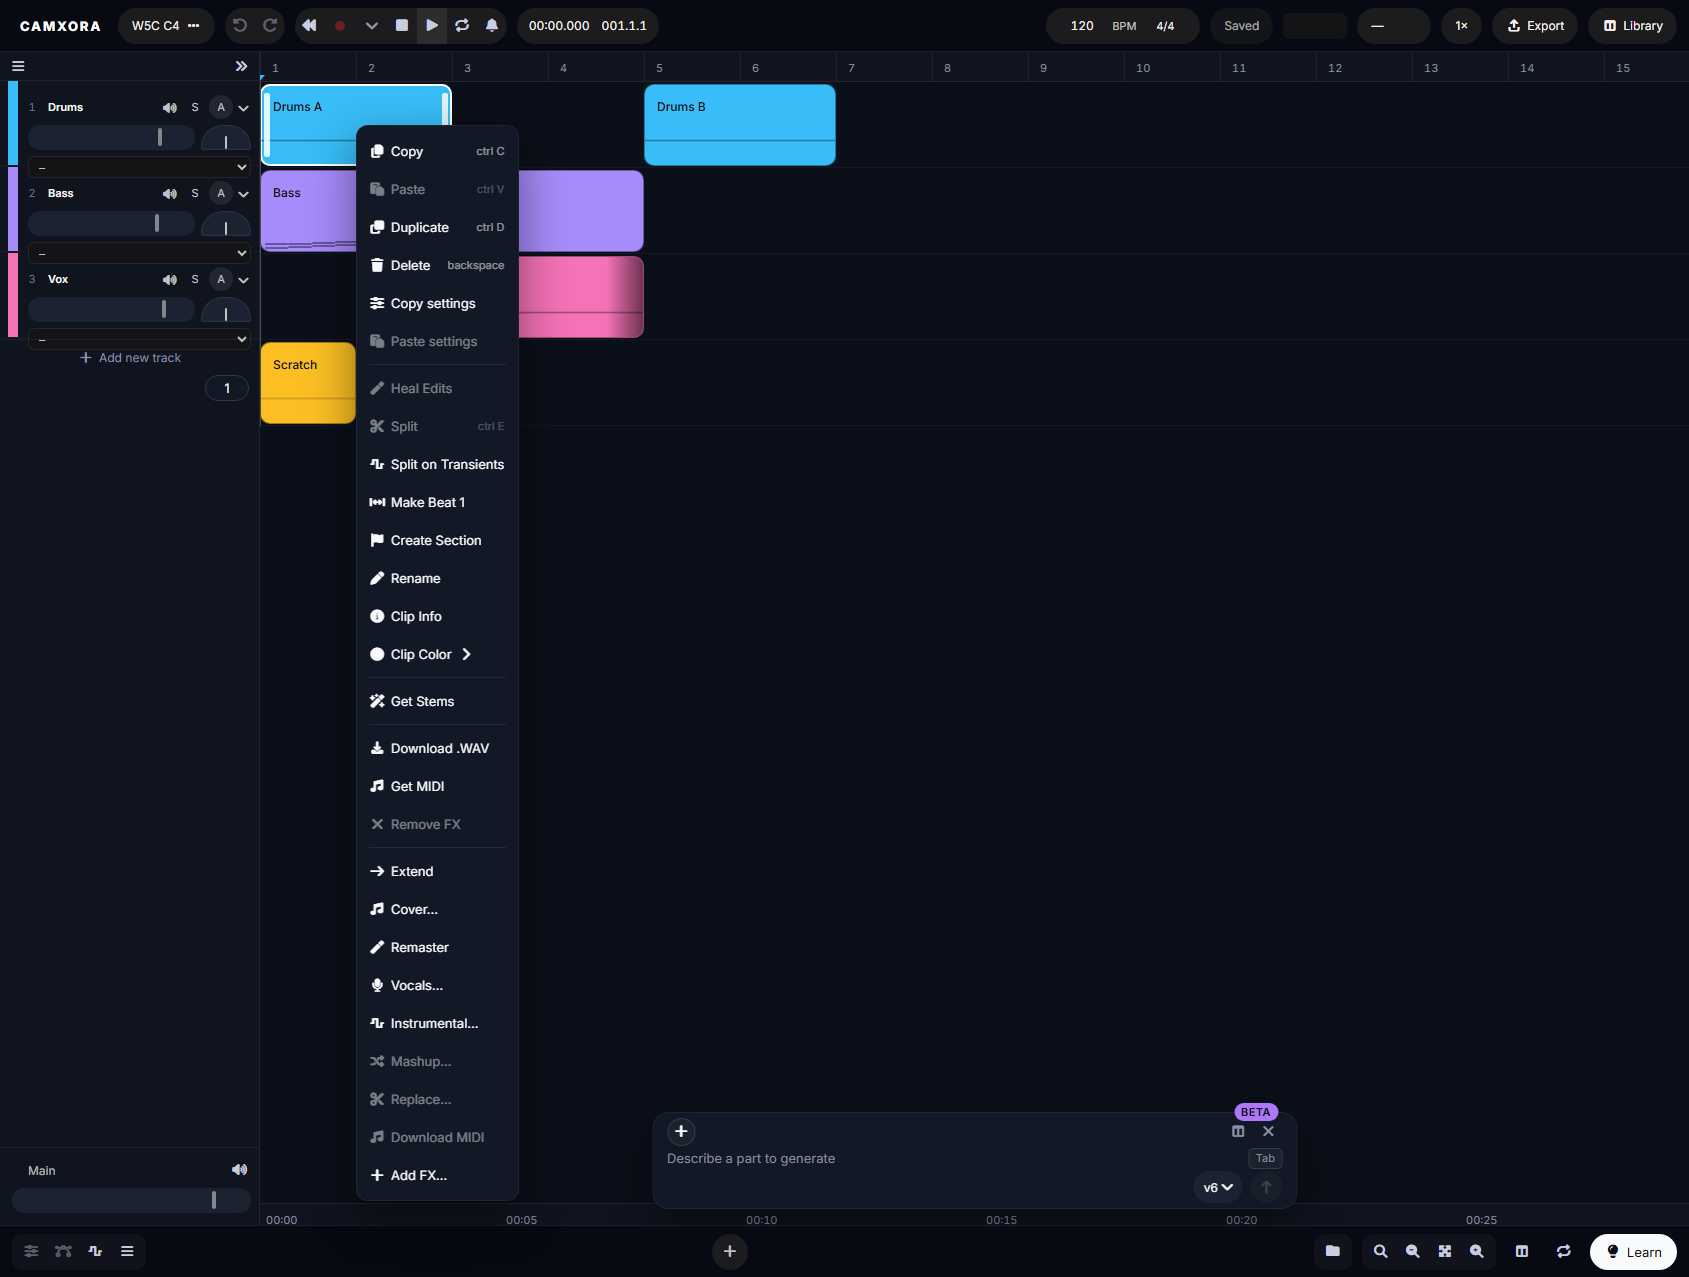 CAMXORA
W5C C4
00:00.000 001.1.1
120 BPM 4/4
Saved
1×
Export
Library
1 2 3 4 5 6 7 8 9 10 11 12 13 14 15
1 Drums S A
–
2 Bass S A
–
3 Vox S A
–
Add new track
1
Drums A
Drums B
Bass
Scratch
Copy ctrl C
Paste ctrl V
Duplicate ctrl D
Delete backspace
Copy settings
Paste settings
Heal Edits
Split ctrl E
Split on Transients
Make Beat 1
Create Section
Rename
Clip Info
Clip Color
Get Stems
Download .WAV
Get MIDI
Remove FX
Extend
Cover...
Remaster
Vocals...
Instrumental...
Mashup...
Replace...
Download MIDI
Add FX...
BETA
Describe a part to generate
Tab
v6
Main
00:00 00:05 00:10 00:15 00:20 00:25
Learn